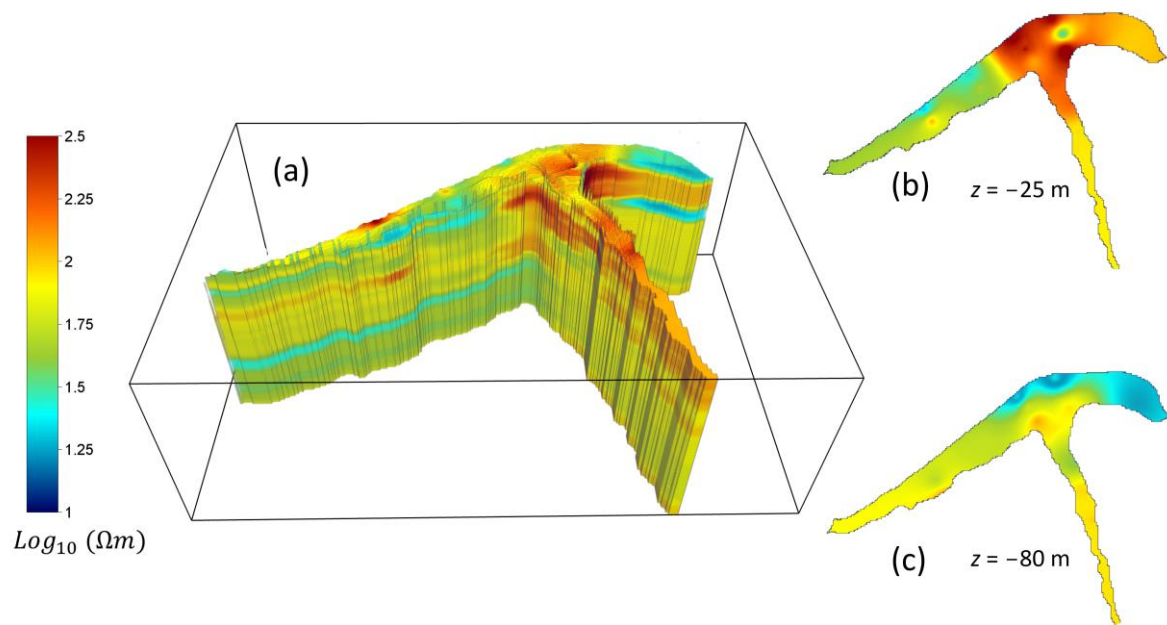 (a)
(b)
z = −25 m
2.5
2.25
2
1.75
1.5
1.25
1
Log₁₀ (Ωm)
(c)
z = −80 m